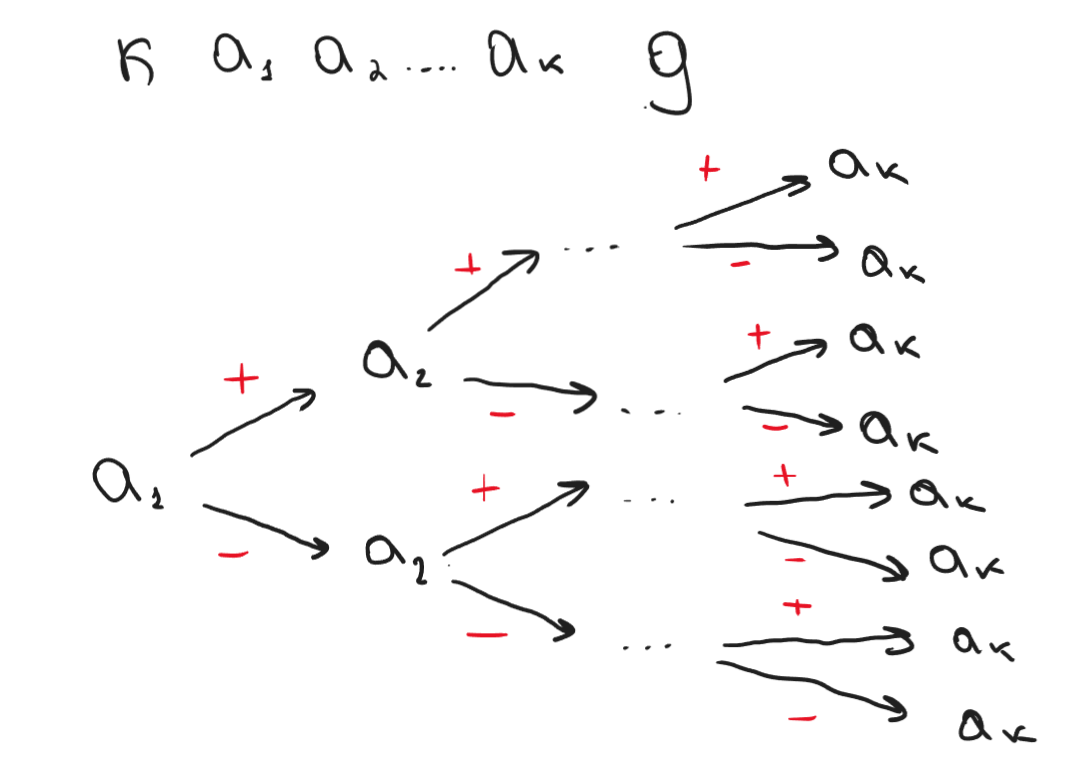 к a₁ a₂ .... aₖ g
+ aₖ
+ .... - aₖ
+ a₂ - .... + aₖ
- aₖ
a₁ + .... + aₖ
- aₖ
- a₂ - ... + aₖ
- aₖ